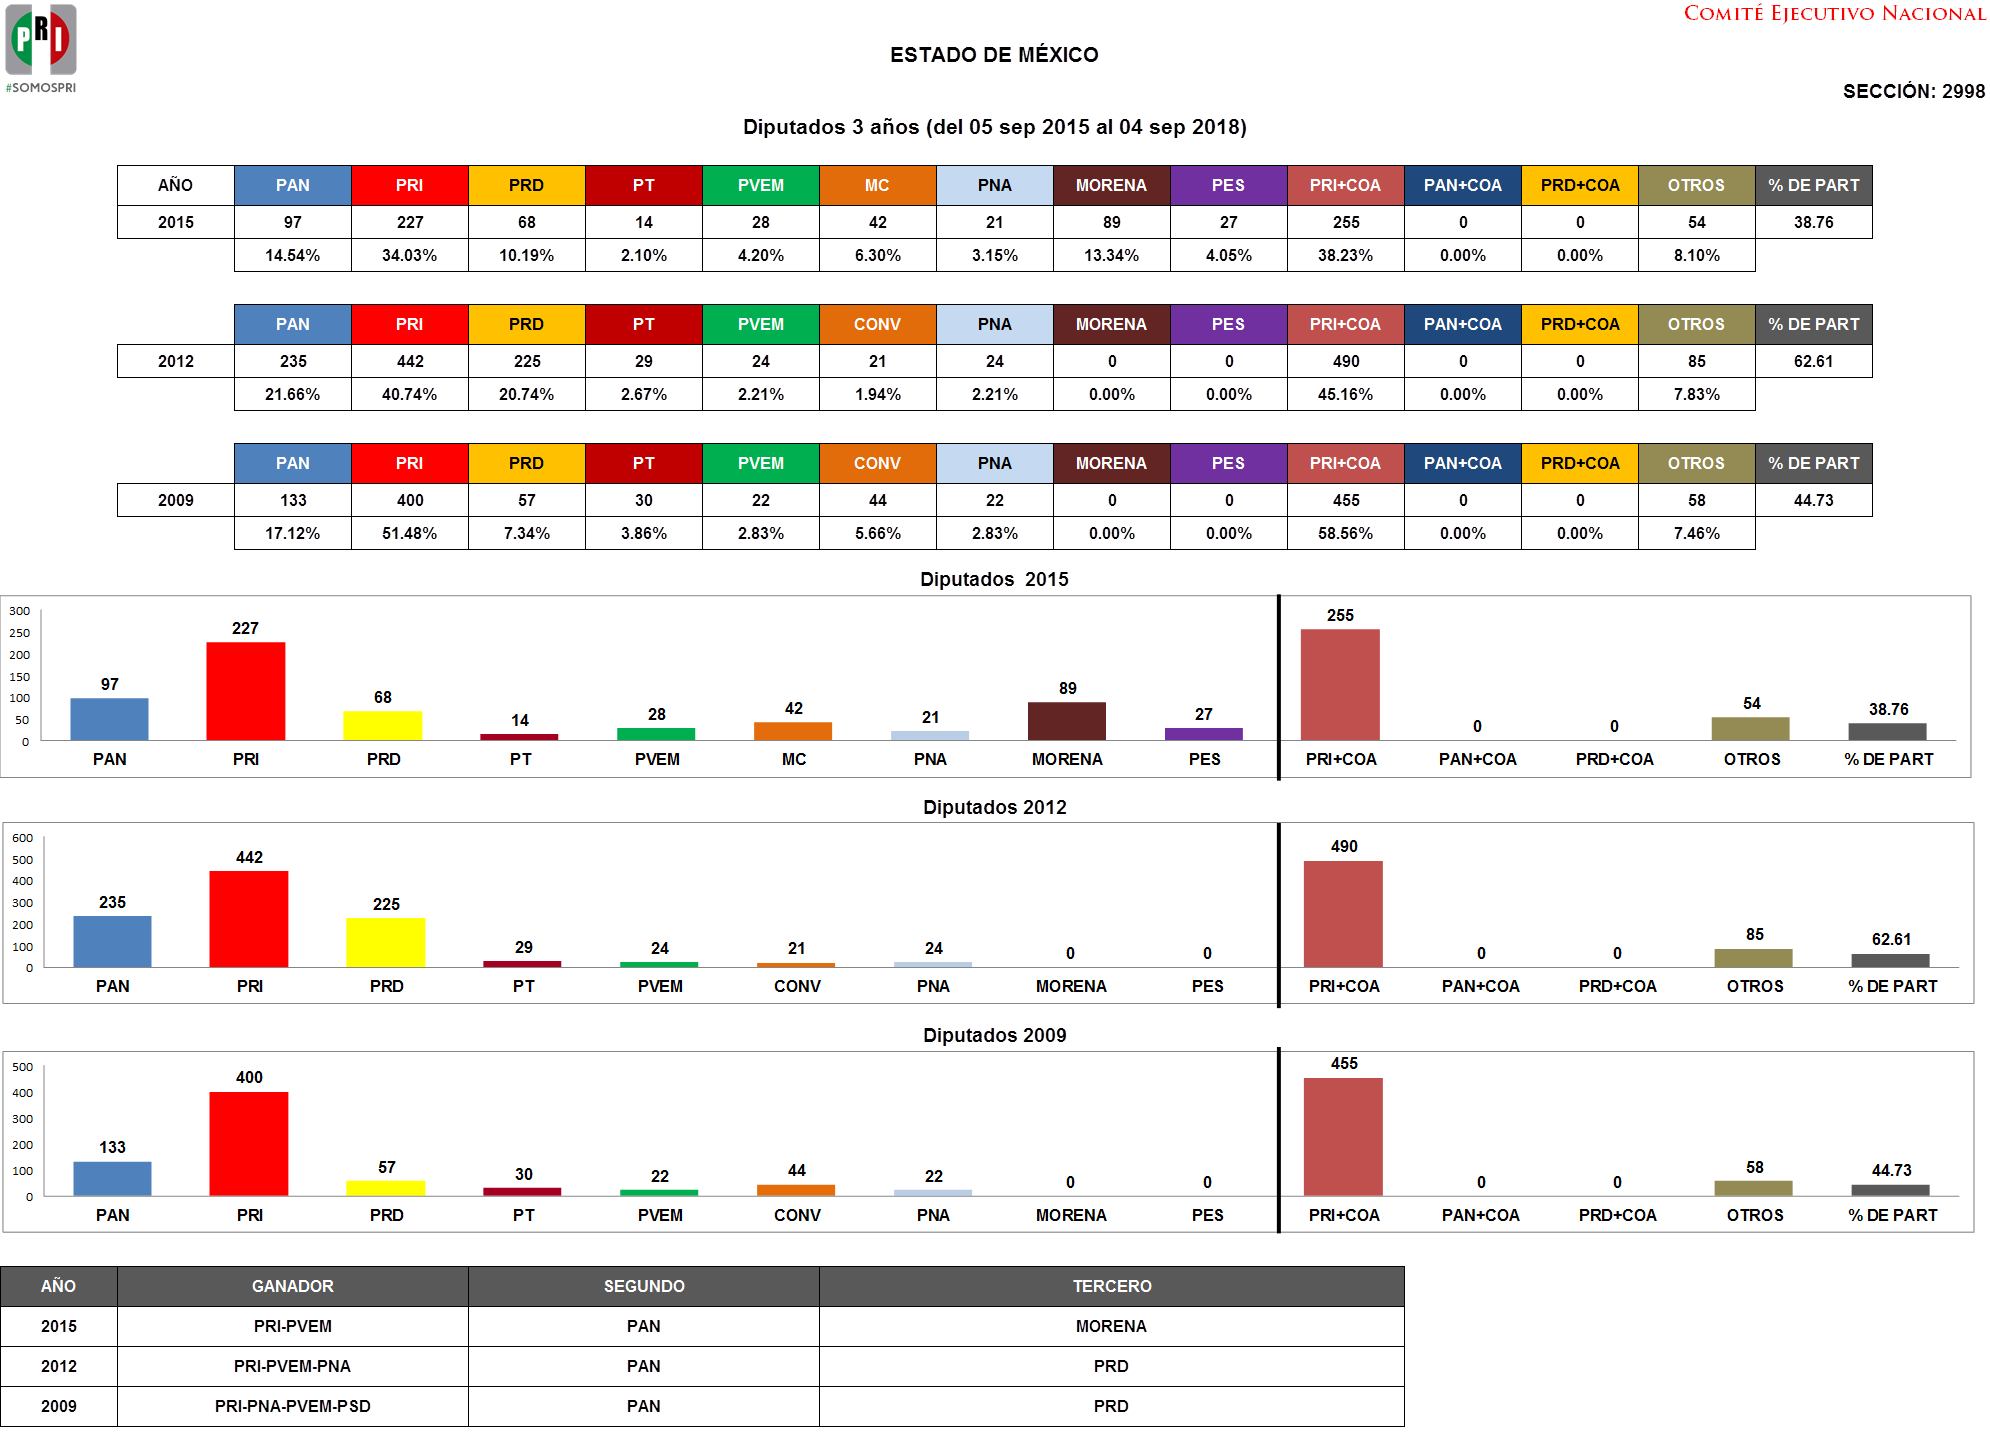 PRI
#SOMOSPRI
COMITÉ EJECUTIVO NACIONAL
ESTADO DE MÉXICO
SECCIÓN: 2998
Diputados 3 años (del 05 sep 2015 al 04 sep 2018)
AÑO PAN PRI PRD PT PVEM MC PNA MORENA PES PRI+COA PAN+COA PRD+COA OTROS % DE PART
2015 97 227 68 14 28 42 21 89 27 255 0 0 54 38.76
14.54% 34.03% 10.19% 2.10% 4.20% 6.30% 3.15% 13.34% 4.05% 38.23% 0.00% 0.00% 8.10%
PAN PRI PRD PT PVEM CONV PNA MORENA PES PRI+COA PAN+COA PRD+COA OTROS % DE PART
2012 235 442 225 29 24 21 24 0 0 490 0 0 85 62.61
21.66% 40.74% 20.74% 2.67% 2.21% 1.94% 2.21% 0.00% 0.00% 45.16% 0.00% 0.00% 7.83%
PAN PRI PRD PT PVEM CONV PNA MORENA PES PRI+COA PAN+COA PRD+COA OTROS % DE PART
2009 133 400 57 30 22 44 22 0 0 455 0 0 58 44.73
17.12% 51.48% 7.34% 3.86% 2.83% 5.66% 2.83% 0.00% 0.00% 58.56% 0.00% 0.00% 7.46%
Diputados 2015
300
250
200
150
100
50
0
97 227 68 14 28 42 21 89 27 255 0 0 54 38.76
PAN PRI PRD PT PVEM MC PNA MORENA PES PRI+COA PAN+COA PRD+COA OTROS % DE PART
Diputados 2012
600
500
400
300
200
100
0
235 442 225 29 24 21 24 0 0 490 0 0 85 62.61
PAN PRI PRD PT PVEM CONV PNA MORENA PES PRI+COA PAN+COA PRD+COA OTROS % DE PART
Diputados 2009
500
400
300
200
100
0
133 400 57 30 22 44 22 0 0 455 0 0 58 44.73
PAN PRI PRD PT PVEM CONV PNA MORENA PES PRI+COA PAN+COA PRD+COA OTROS % DE PART
AÑO GANADOR SEGUNDO TERCERO
2015 PRI-PVEM PAN MORENA
2012 PRI-PVEM-PNA PAN PRD
2009 PRI-PNA-PVEM-PSD PAN PRD